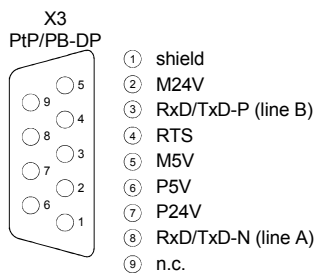 X3
PtP/PB-DP
5
9
4
8
3
7
2
6
1
1 shield
2 M24V
3 RxD/TxD-P (line B)
4 RTS
5 M5V
6 P5V
7 P24V
8 RxD/TxD-N (line A)
9 n.c.